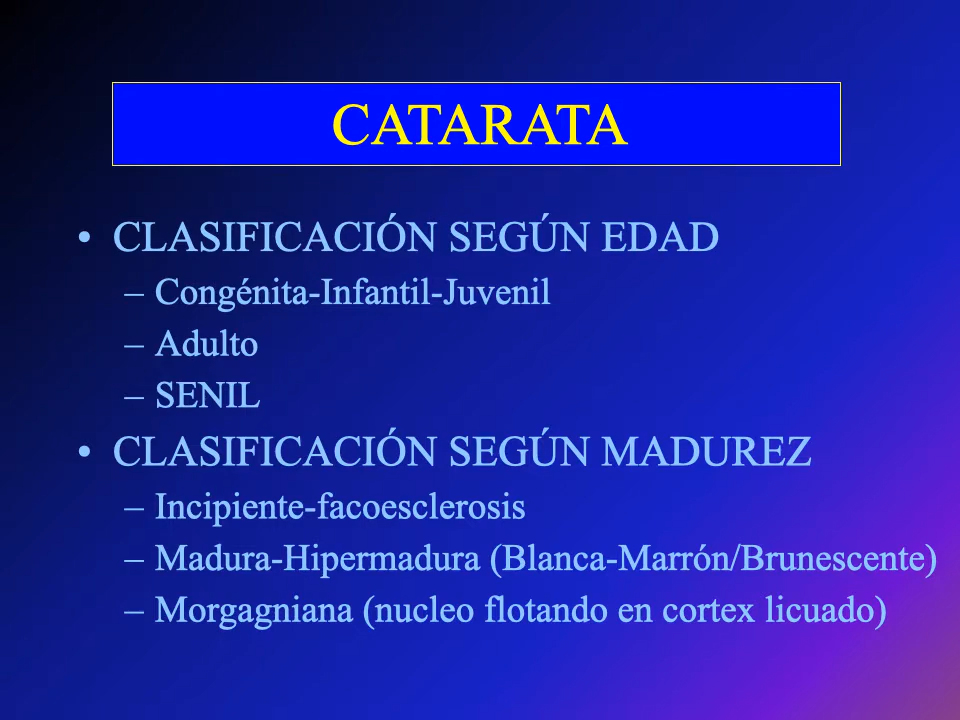 CATARATA
• CLASIFICACIÓN SEGÚN EDAD
– Congénita-Infantil-Juvenil
– Adulto
– SENIL
• CLASIFICACIÓN SEGÚN MADUREZ
– Incipiente-facoesclerosis
– Madura-Hipermadura (Blanca-Marrón/Brunescente)
– Morgagniana (nucleo flotando en cortex licuado)